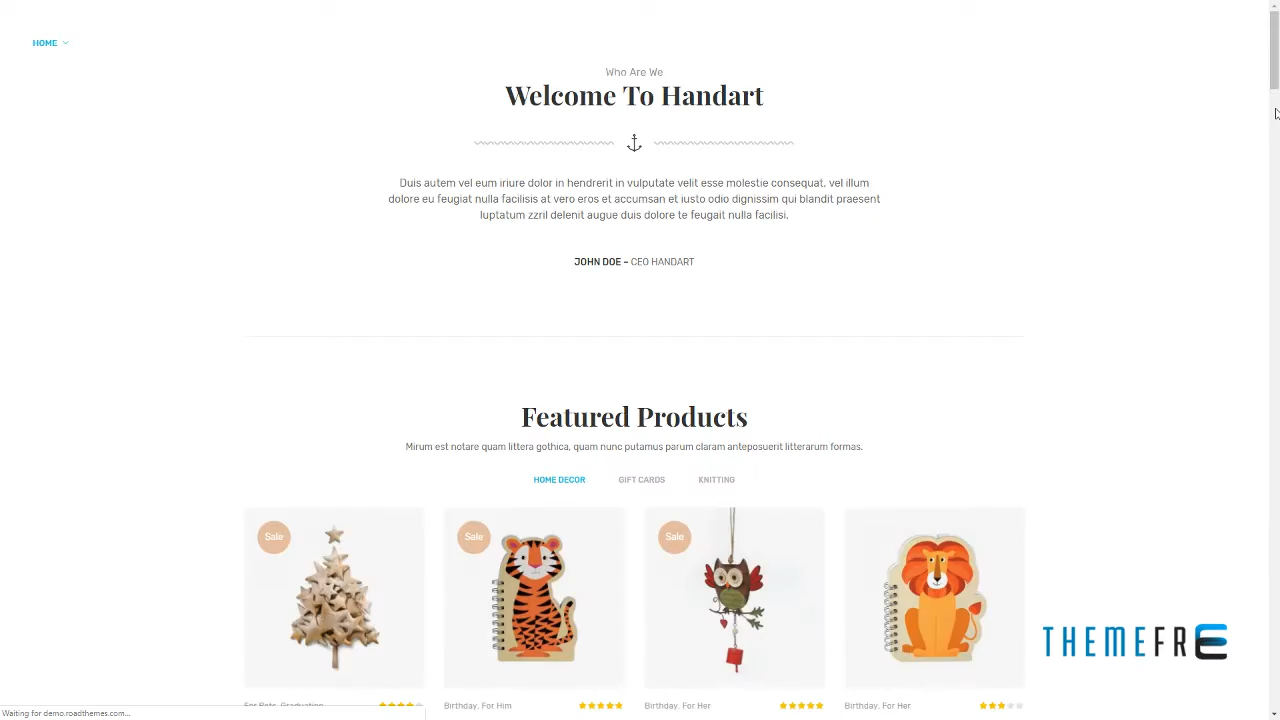 HOME
Who Are We
Welcome To Handart
Duis autem vel eum iriure dolor in hendrerit in vulputate velit esse molestie consequat, vel illum
dolore eu feugiat nulla facilisis at vero eros et accumsan et iusto odio dignissim qui blandit praesent
luptatum zzril delenit augue duis dolore te feugait nulla facilisi.
JOHN DOE – CEO HANDART
Featured Products
Mirum est notare quam littera gothica, quam nunc putamus parum claram anteposuerit litterarum formas.
HOME DECOR GIFT CARDS KNITTING
Sale Sale Sale
THEMEFRE
For Pets, Graduation Birthday, For Him Birthday, For Her Birthday, For Her
Waiting for demo.roadthemes.com...